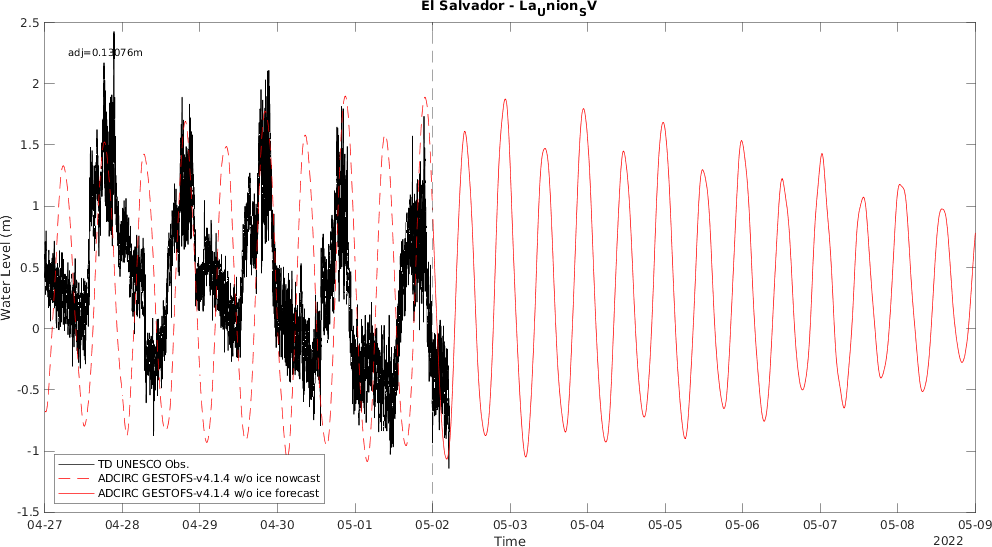 El Salvador - LaUnionSV
adj=0.13076m
2.5
2
1.5
1
0.5
0
-0.5
-1
-1.5
Water Level (m)
TD UNESCO Obs.
ADCIRC GESTOFS-v4.1.4 w/o ice nowcast
ADCIRC GESTOFS-v4.1.4 w/o ice forecast
04-27 04-28 04-29 04-30 05-01 05-02 05-03 05-04 05-05 05-06 05-07 05-08 05-09
Time
2022